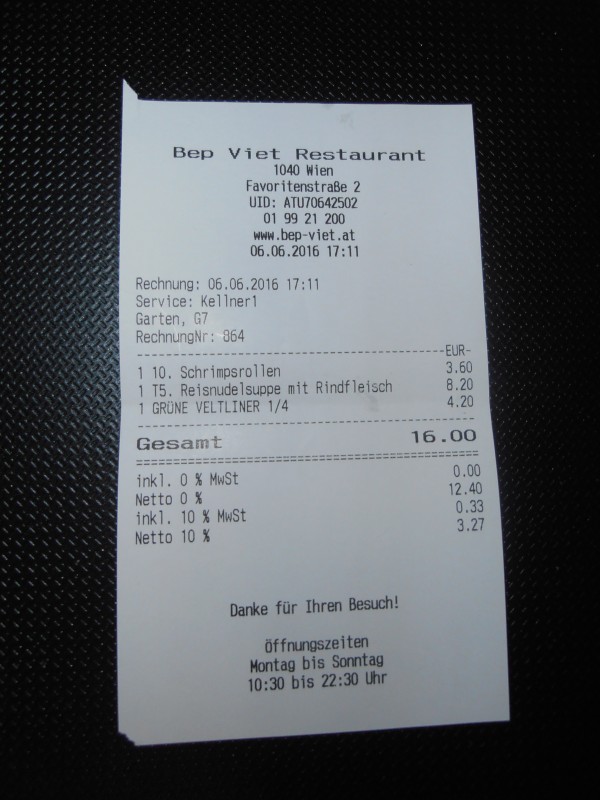 Bep Viet Restaurant
1040 Wien
Favoritenstraße 2
UID: ATU70642502
01 99 21 200
www.bep-viet.at
06.06.2016 17:11
Rechnung: 06.06.2016 17:11
Service: Kellner1
Garten, G7
RechnungNr: 864
-EUR-
1 10. Schrimpsrollen 3.60
1 T5. Reisnudelsuppe mit Rindfleisch 8.20
1 GRÜNE VELTLINER 1/4 4.20
Gesamt 16.00
inkl. 0 % MwSt 0.00
Netto 0 % 12.40
inkl. 10 % MwSt 0.33
Netto 10 % 3.27
Danke für Ihren Besuch!
Öffnungszeiten
Montag bis Sonntag
10:30 bis 22:30 Uhr